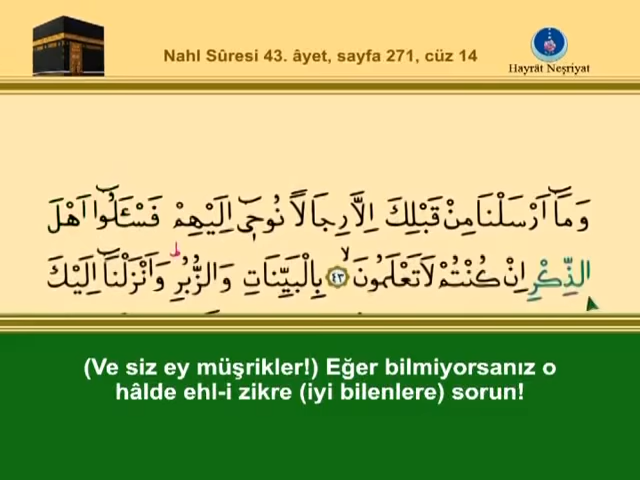 Nahl Sûresi 43. âyet, sayfa 271, cüz 14
Hayrât Neşriyat
وَمَٓا اَرْسَلْنَا مِنْ قَبْلِكَ اِلَّا رِجَالًا نُوح۪ٓي اِلَيْهِمْ فَسْـَٔلُٓوا اَهْلَ
الذِّكْرِ اِنْ كُنْتُمْ لَا تَعْلَمُونَۙ ﴿٤٣﴾ بِالْبَيِّنَاتِ وَالزُّبُرِۜ وَاَنْزَلْنَٓا اِلَيْكَ
(Ve siz ey müşrikler!) Eğer bilmiyorsanız o
hâlde ehl-i zikre (iyi bilenlere) sorun!